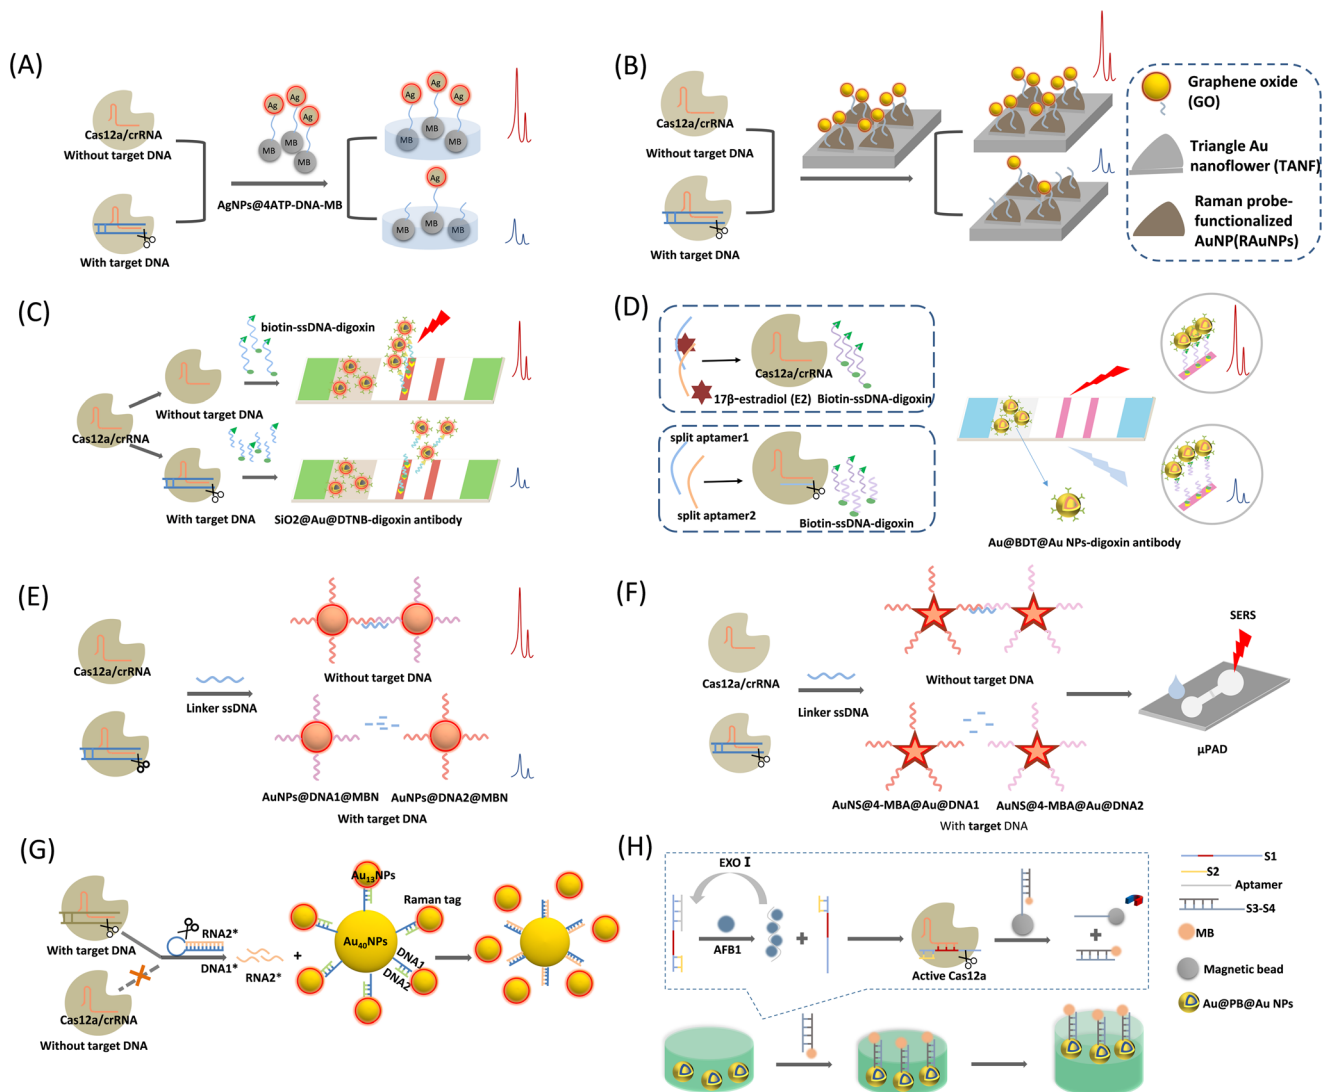 (A)
Cas12a/crRNA
Without target DNA
With target DNA
AgNPs@4ATP-DNA-MB
Ag
Ag
Ag
MB
MB
MB
MB
Ag
Ag
Ag
MB
MB
MB
Ag
MB
MB
MB
(B)
Cas12a/crRNA
Without target DNA
With target DNA
Graphene oxide
(GO)
Triangle Au
nanoflower (TANF)
Raman probe-
functionalized
AuNP(RAuNPs)
(C)
biotin-ssDNA-digoxin
Without target DNA
Cas12a/crRNA
With target DNA
SiO2@Au@DTNB-digoxin antibody
(D)
Cas12a/crRNA
17β-estradiol (E2)
Biotin-ssDNA-digoxin
split aptamer1
split aptamer2
Biotin-ssDNA-digoxin
Au@BDT@Au NPs-digoxin antibody
(E)
Cas12a/crRNA
Linker ssDNA
Without target DNA
AuNPs@DNA1@MBN
AuNPs@DNA2@MBN
With target DNA
(F)
Cas12a/crRNA
Linker ssDNA
Without target DNA
AuNS@4-MBA@Au@DNA1
AuNS@4-MBA@Au@DNA2
With target DNA
SERS
μPAD
(G)
With target DNA
Cas12a/crRNA
Without target DNA
RNA2*
DNA1*
RNA2*
+
Au13NPs
Raman tag
Au40NPs
DNA1
DNA2
(H)
EXO I
AFB1
+
Active Cas12a
+
S1
S2
Aptamer
S3-S4
MB
Magnetic bead
Au@PB@Au NPs